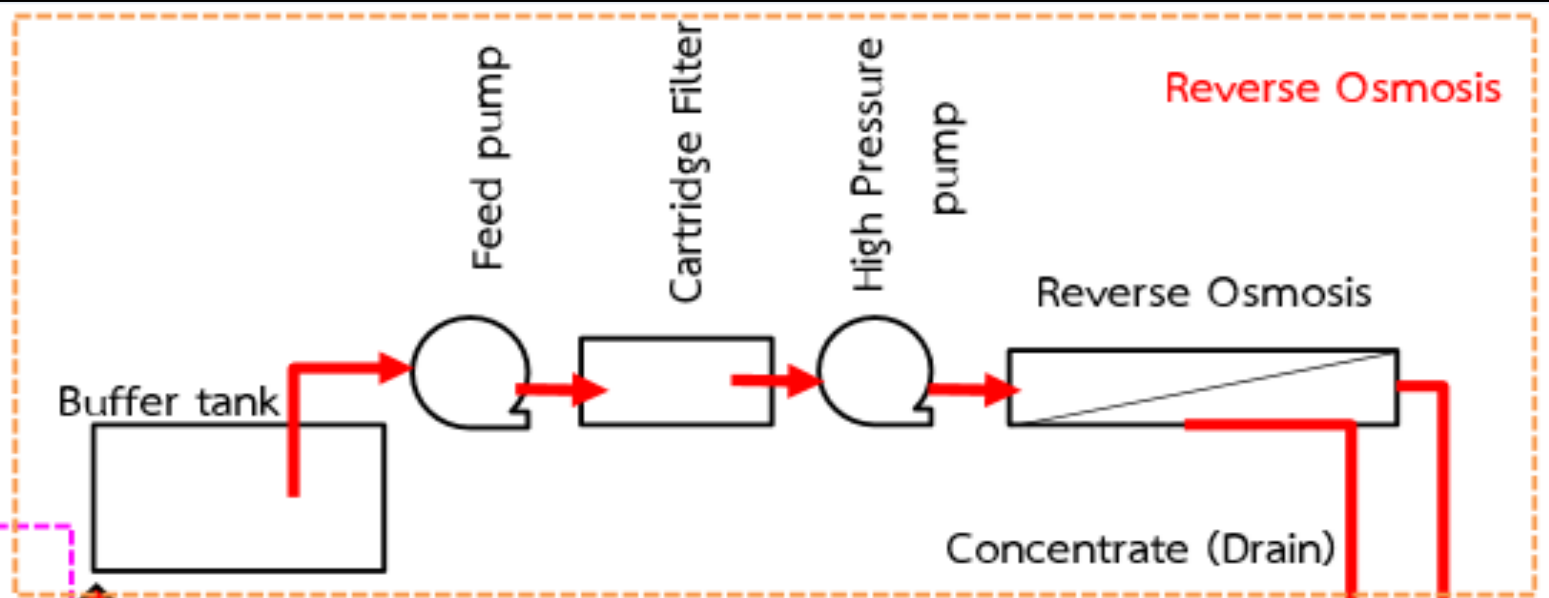 Reverse Osmosis
Feed pump
Cartridge Filter
High Pressure
pump
Reverse Osmosis
Buffer tank
Concentrate (Drain)